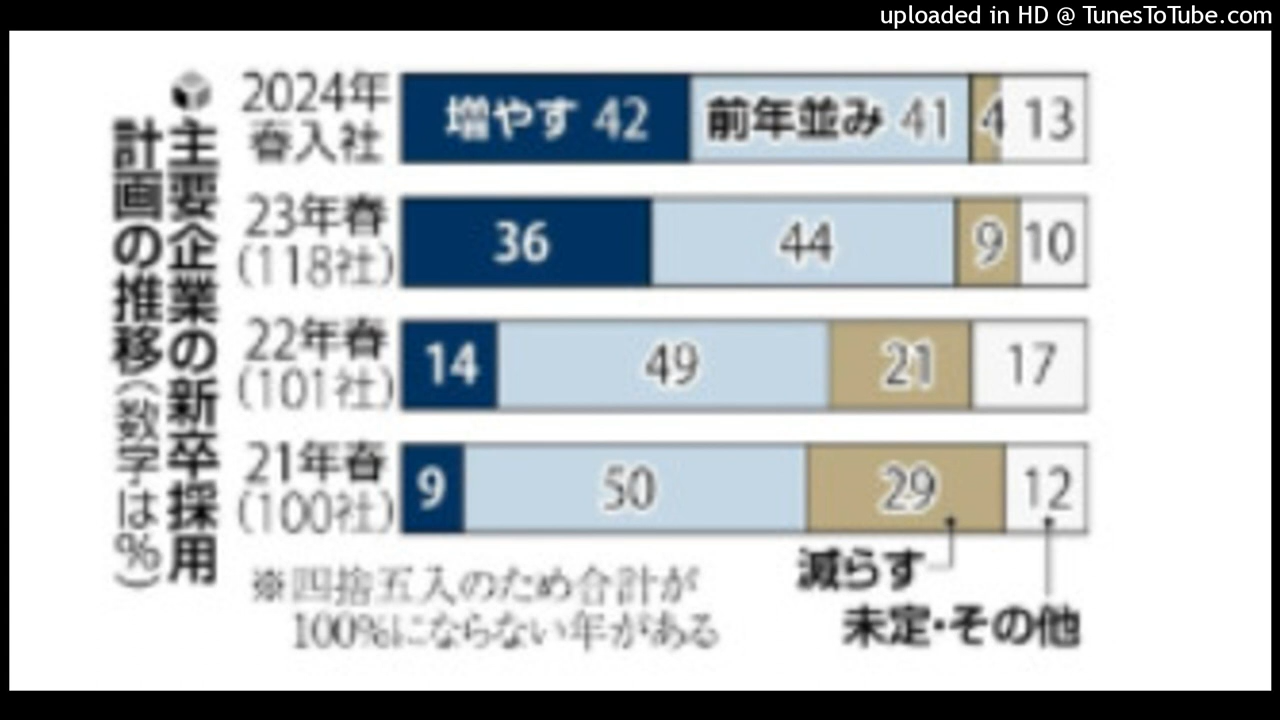 uploaded in HD @ TunesToTube.com
主要企業の新卒採用
計画の推移(数字は%)
2024年
春入社
増やす 42
前年並み 41
4
13
23年春
(118社)
36
44
9
10
22年春
(101社)
14
49
21
17
21年春
(100社)
9
50
29
12
減らす
未定・その他
※四捨五入のため合計が
100%にならない年がある